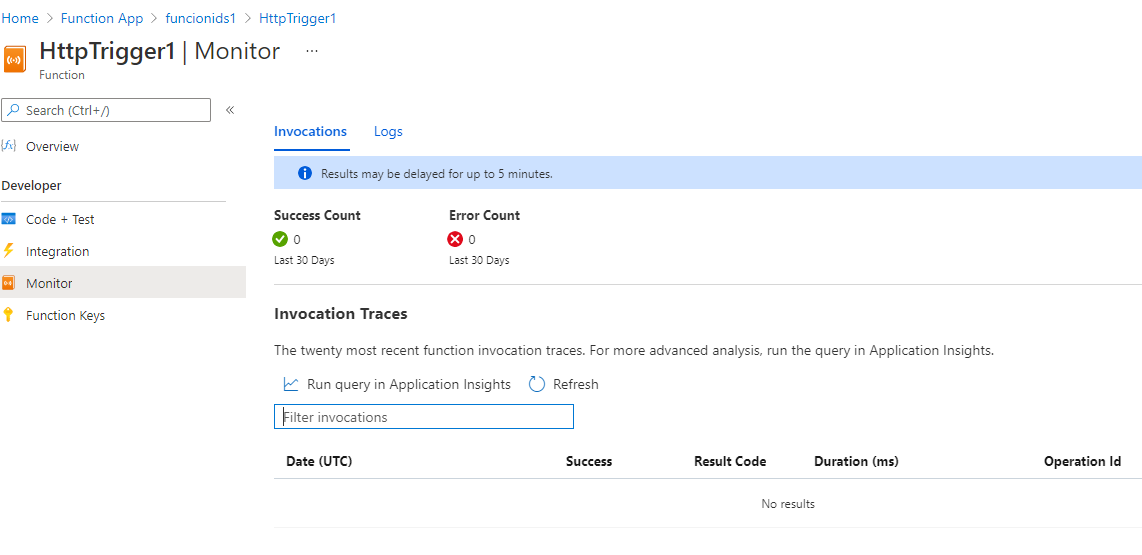 Home > Function App > funcionids1 > HttpTrigger1
HttpTrigger1 | Monitor ...
Function
Search (Ctrl+/) «
Overview
Developer
Code + Test
Integration
Monitor
Function Keys
Invocations Logs
Results may be delayed for up to 5 minutes.
Success Count Error Count
0 0
Last 30 Days Last 30 Days
Invocation Traces
The twenty most recent function invocation traces. For more advanced analysis, run the query in Application Insights.
Run query in Application Insights Refresh
Filter invocations
Date (UTC) Success Result Code Duration (ms) Operation Id
No results